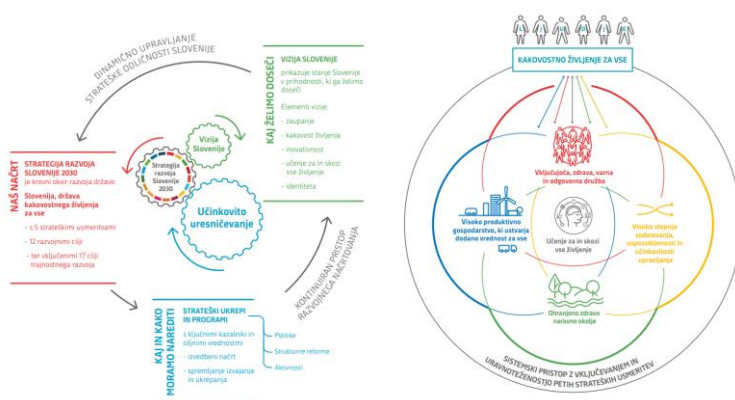 DINAMIČNO UPRAVLJANJE
STRATEŠKE ODLIČNOSTI SLOVENIJE
KAJ ŽELIMO DOSEČI
VIZIJA SLOVENIJE
prikazuje stanje Slovenije
v prihodnosti, ki ga želimo
doseči
Elementi vizije:
- zaupanje
- kakovost življenja
- inovativnost
- učenje za in skozi
vse življenje
- identiteta
Vizija
Slovenije
Strategija
razvoja
Slovenije
2030
Učinkovito
uresničevanje
NAŠ NAČRT
STRATEGIJA RAZVOJA
SLOVENIJE 2030
je krovni okvir razvoja države:
Slovenija, država
kakovostnega življenja
za vse
- s 5 strateškimi usmeritvami
- 12 razvojnimi cilji
- ter vključenimi 17 cilji
trajnostnega razvoja
KONTINUIRAN PRISTOP
RAZVOJNEGA NAČRTOVANJA
KAJ IN KAKO
MORAMO NAREDITI
STRATEŠKI UKREPI
IN PROGRAMI
s ključnimi kazalniki in
ciljnimi vrednostmi
- izvedbeni načrt
- spremljanje izvajanja
in ukrepanja
Politike
Strukturne reforme
Aktivnosti
L J U D J E
KAKOVOSTNO ŽIVLJENJE ZA VSE
Vključujoča, zdrava, varna
in odgovorna družba
Visoko produktivno
gospodarstvo, ki ustvarja
dodano vrednost za vse
Učenje za in skozi
vse življenje
Visoka stopnja
sodelovanja,
usposobljenosti in
učinkovitosti
upravljanja
Ohranjeno zdravo
naravno okolje
SISTEMSKI PRISTOP Z VKLJUČEVANJEM IN
URAVNOTEŽENOSTJO PETIH STRATEŠKIH USMERITEV